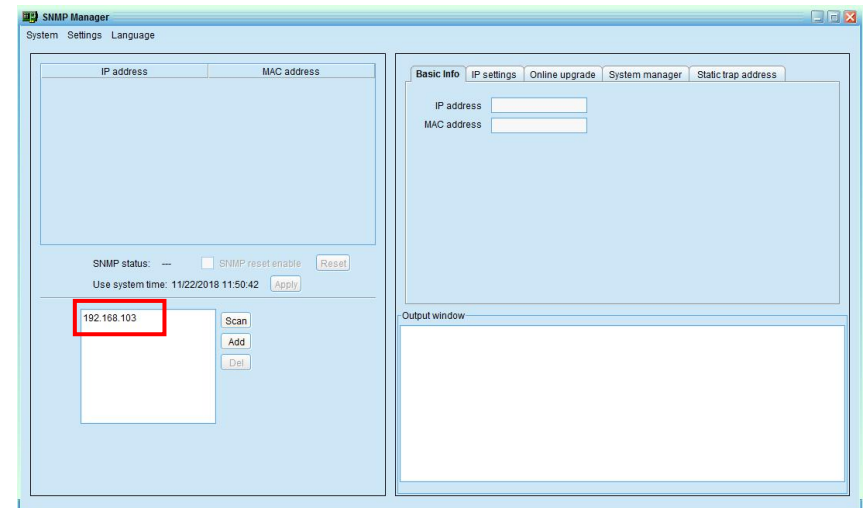 SNMP Manager
System Settings Language
IP address MAC address
SNMP status: --- SNMP reset enable Reset
Use system time: 11/22/2018 11:50:42 Apply
192.168.103
Scan
Add
Del
Basic Info IP settings Online upgrade System manager Static trap address
IP address
MAC address
Output window